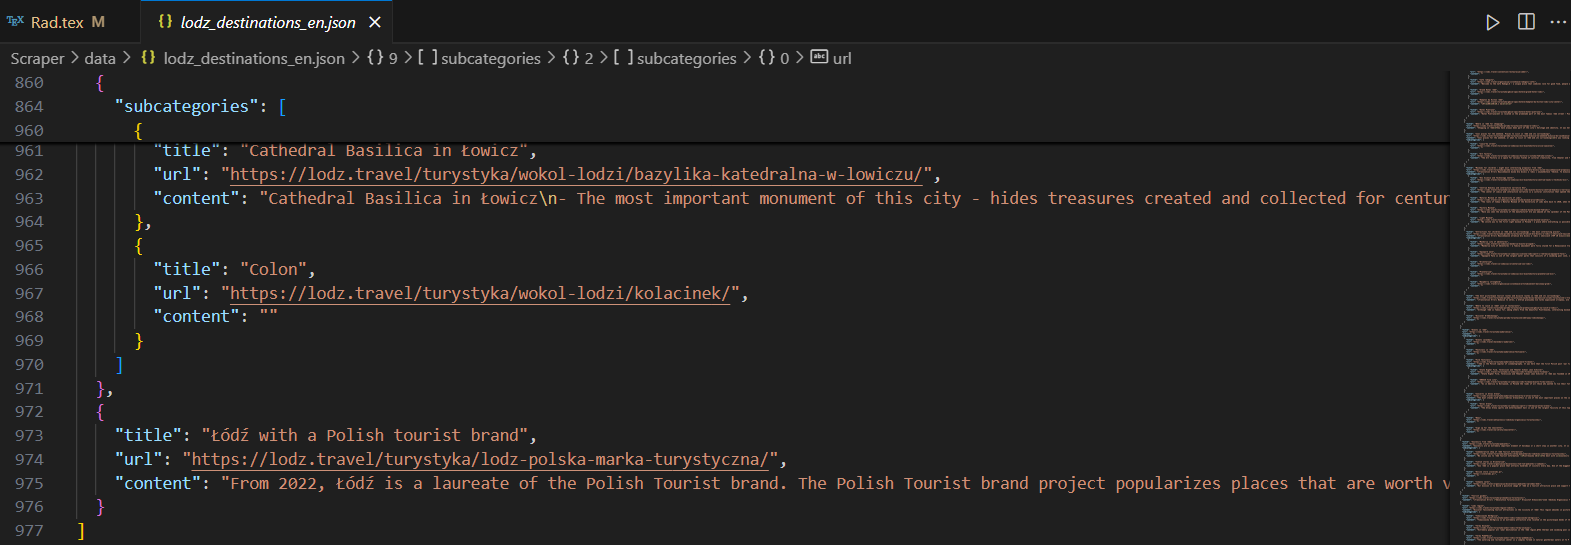 Rad.tex M
{} lodz_destinations_en.json ×
Scraper > data > {} lodz_destinations_en.json > {} 9 > [ ] subcategories > {} 2 > [ ] subcategories > {} 0 > abc url
860 {
864 "subcategories": [
960 {
961 "title": "Cathedral Basilica in Łowicz",
962 "url": "https://lodz.travel/turystyka/wokol-lodzi/bazylika-katedralna-w-lowiczu/",
963 "content": "Cathedral Basilica in Łowicz\n- The most important monument of this city - hides treasures created and collected for centur
964 },
965 {
966 "title": "Colon",
967 "url": "https://lodz.travel/turystyka/wokol-lodzi/kolacinek/",
968 "content": ""
969 }
970 ]
971 },
972 {
973 "title": "Łódź with a Polish tourist brand",
974 "url": "https://lodz.travel/turystyka/lodz-polska-marka-turystyczna/",
975 "content": "From 2022, Łódź is a laureate of the Polish Tourist brand. The Polish Tourist brand project popularizes places that are worth v
976 }
977 ]